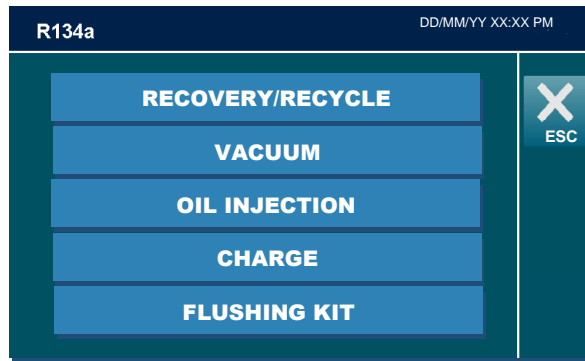 R134a
DD/MM/YY XX:XX PM
RECOVERY/RECYCLE
VACUUM
OIL INJECTION
CHARGE
FLUSHING KIT
ESC